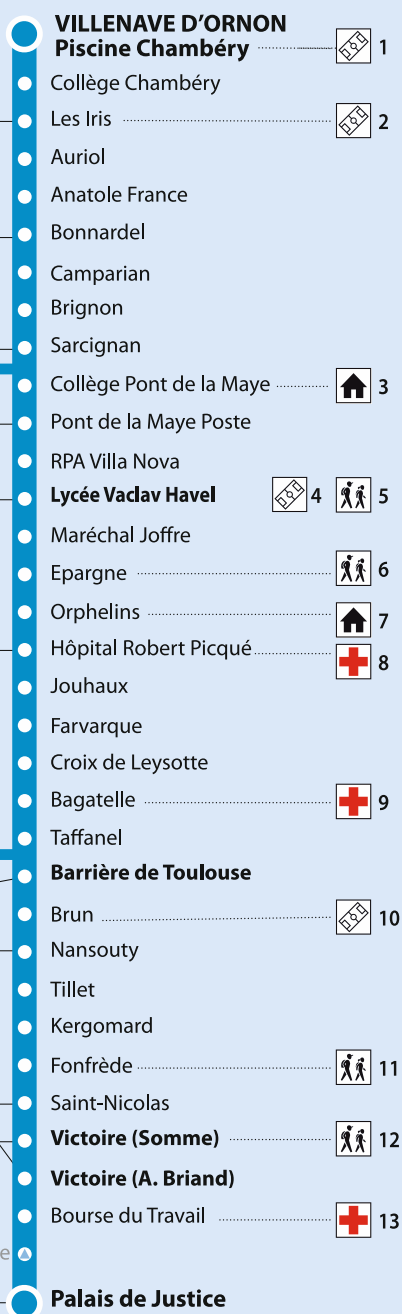 VILLENAVE D'ORNON
Piscine Chambéry 1
Collège Chambéry
Les Iris 2
Auriol
Anatole France
Bonnardel
Camparian
Brignon
Sarcignan
Collège Pont de la Maye 3
Pont de la Maye Poste
RPA Villa Nova
Lycée Vaclav Havel 4 5
Maréchal Joffre
Epargne 6
Orphelins 7
Hôpital Robert Picqué 8
Jouhaux
Farvarque
Croix de Leysotte
Bagatelle 9
Taffanel
Barrière de Toulouse
Brun 10
Nansouty
Tillet
Kergomard
Fonfrède 11
Saint-Nicolas
Victoire (Somme) 12
Victoire (A. Briand)
Bourse du Travail 13
e
Palais de Justice